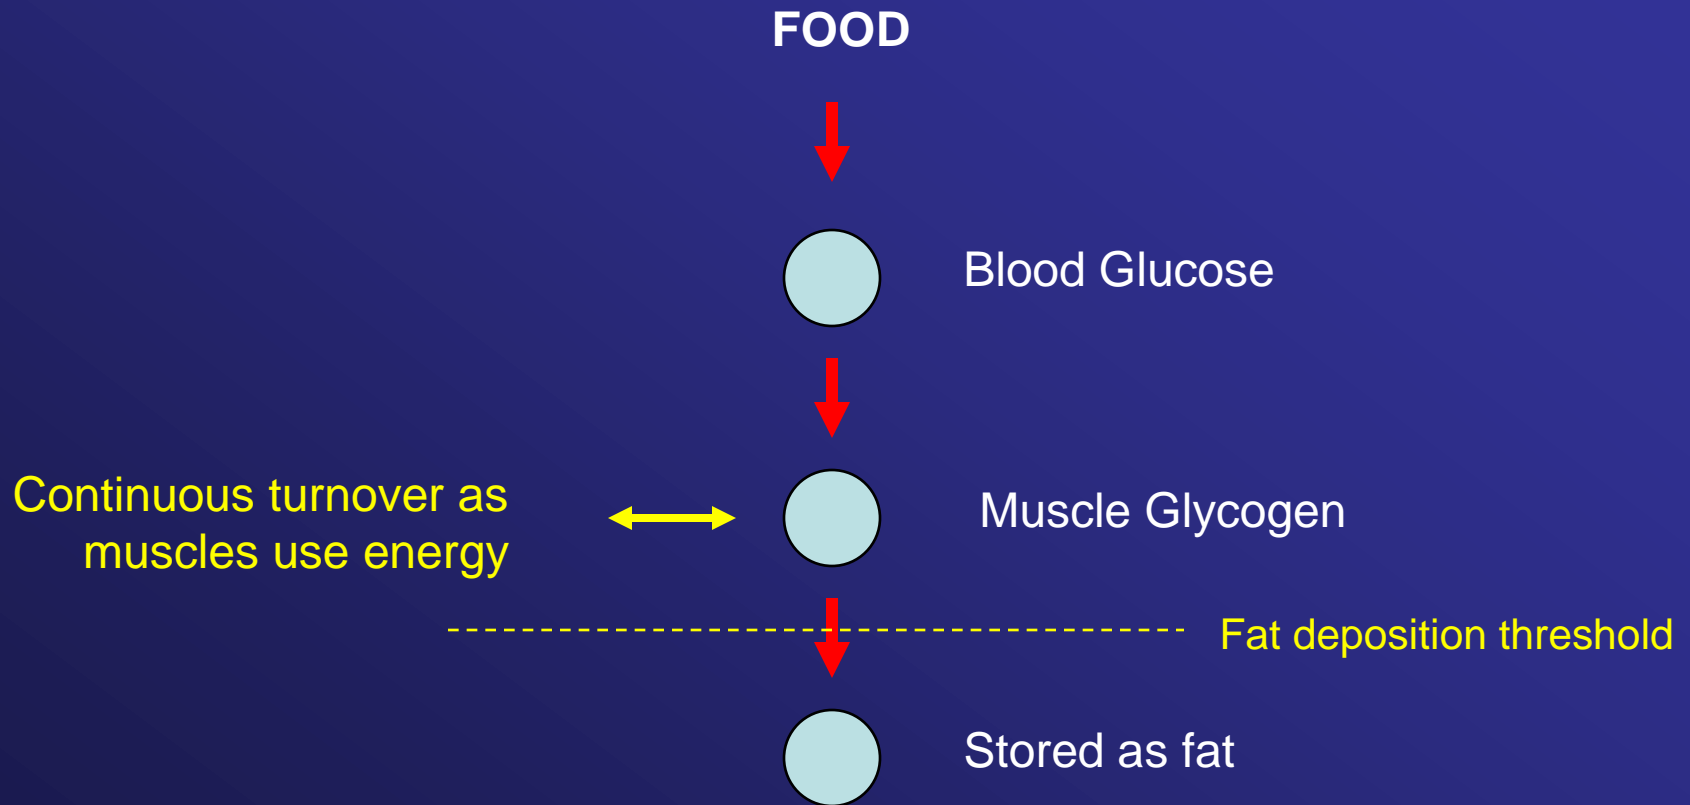 FOOD
Blood Glucose
Continuous turnover as
muscles use energy
Muscle Glycogen
Fat deposition threshold
Stored as fat